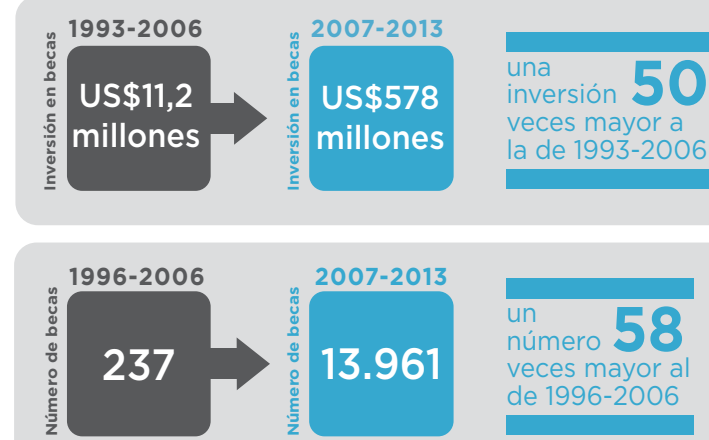 1993-2006
Inversión en becas
US$11,2
millones
2007-2013
Inversión en becas
US$578
millones
una
inversión 50
veces mayor a
la de 1993-2006
1996-2006
Número de becas
237
2007-2013
Número de becas
13.961
un
número 58
veces mayor al
de 1996-2006